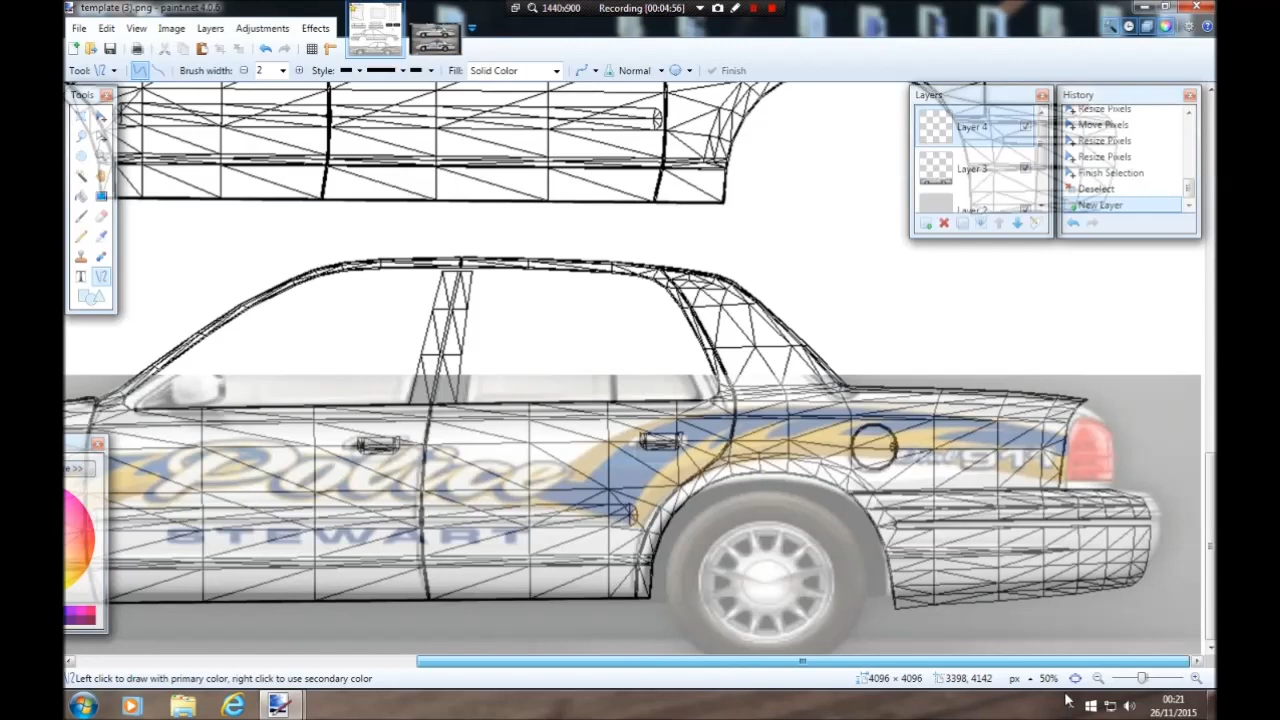 template (3).png - paint.net 4.0.6
1440x900 Recording [00:04:56]
File Edit View Image Layers Adjustments Effects
Tool: Brush width: 2 Style: Fill: Solid Color Normal Finish
Tools
Layers
Layer 4
Layer 3
Layer 2
History
Resize Pixels
Move Pixels
Resize Pixels
Resize Pixels
Finish Selection
Deselect
New Layer
Police
STEWART
>>
Left click to draw with primary color, right click to use secondary color
4096 × 4096 3398, 4142 px 50%
00:21
26/11/2015